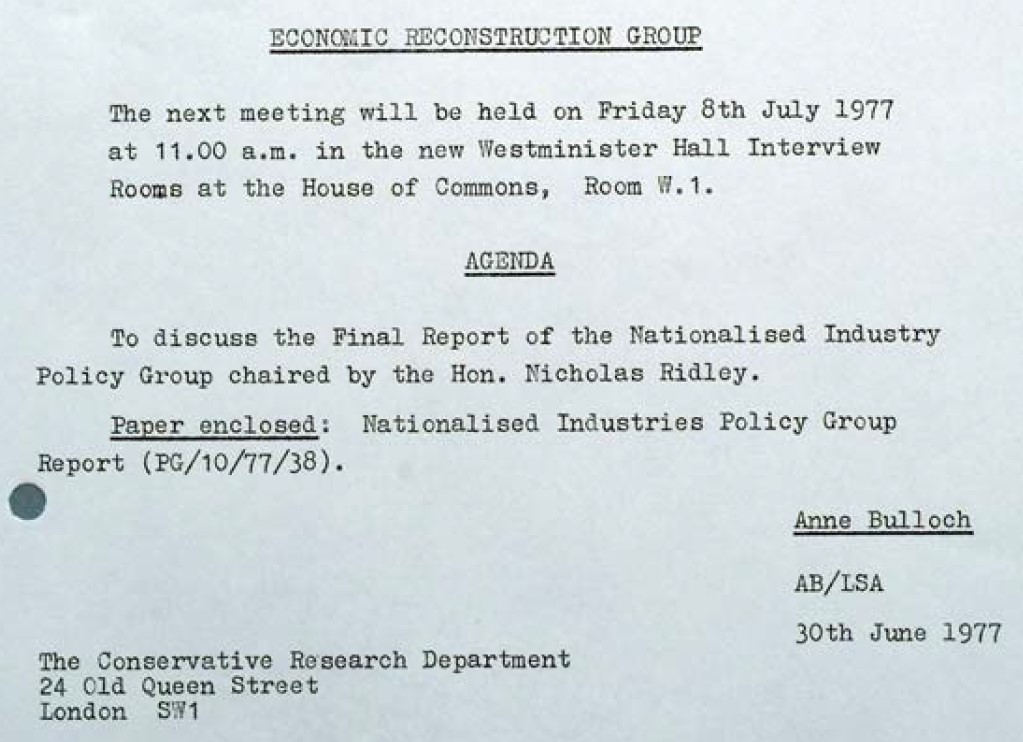 ECONOMIC RECONSTRUCTION GROUP
The next meeting will be held on Friday 8th July 1977
at 11.00 a.m. in the new Westminister Hall Interview
Rooms at the House of Commons, Room W.1.
AGENDA
To discuss the Final Report of the Nationalised Industry
Policy Group chaired by the Hon. Nicholas Ridley.
Paper enclosed: Nationalised Industries Policy Group
Report (PG/10/77/38).
Anne Bulloch
AB/LSA
30th June 1977
The Conservative Research Department
24 Old Queen Street
London SW1